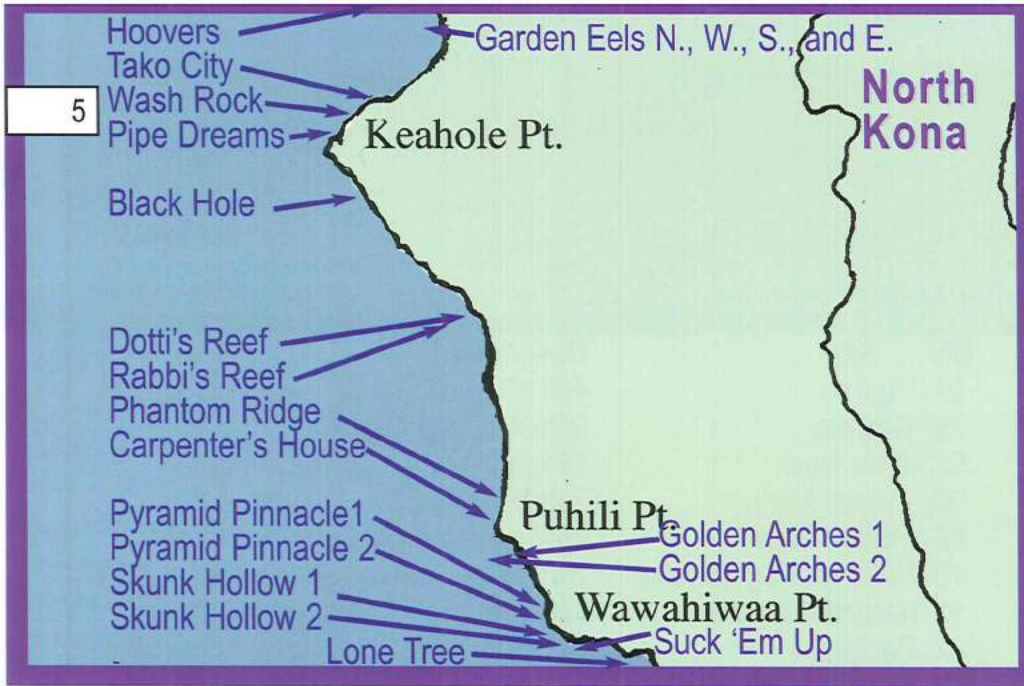 Hoovers
Garden Eels N., W., S., and E.
Tako City
North
Kona
Wash Rock
5
Pipe Dreams
Keahole Pt.
Black Hole
Dotti's Reef
Rabbi's Reef
Phantom Ridge
Carpenter's House
Pyramid Pinnacle1
Puhili Pt.
Golden Arches 1
Pyramid Pinnacle 2
Golden Arches 2
Skunk Hollow 1
Wawahiwaa Pt.
Skunk Hollow 2
Suck 'Em Up
Lone Tree